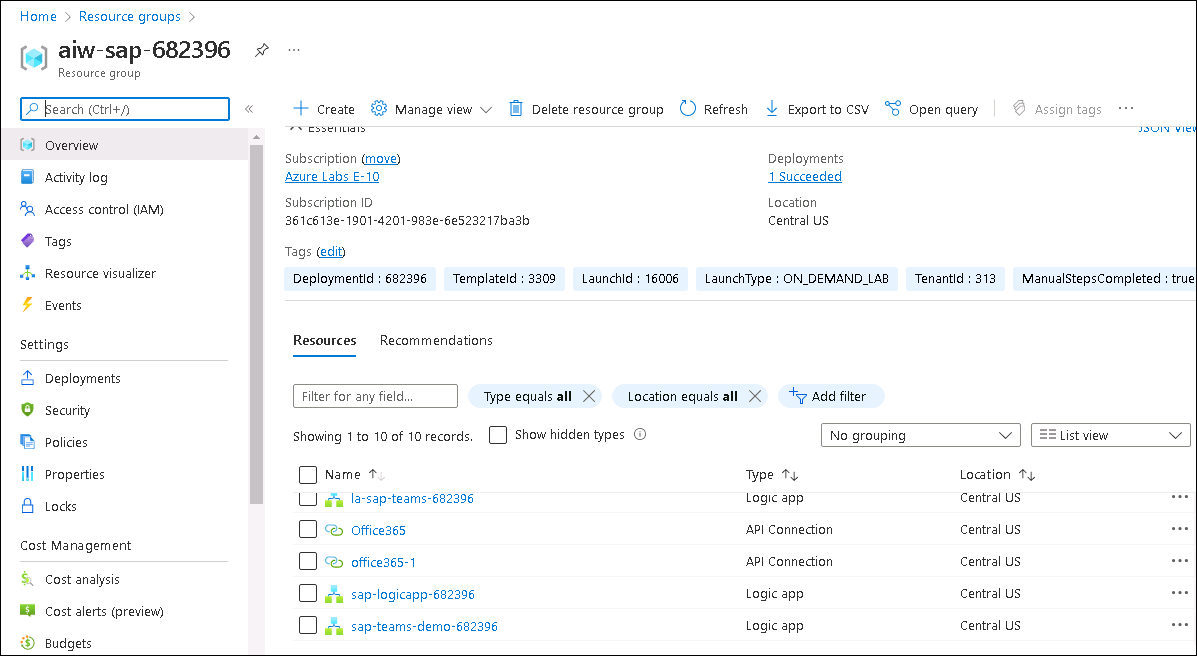 Home > Resource groups >
aiw-sap-682396 ...
Resource group
Search (Ctrl+/) «
Create Manage view Delete resource group Refresh Export to CSV Open query Assign tags ...
Overview
Activity log
Access control (IAM)
Tags
Resource visualizer
Events
Settings
Deployments
Security
Policies
Properties
Locks
Cost Management
Cost analysis
Cost alerts (preview)
Budgets
Essentials JSON View
Subscription (move) Deployments
Azure Labs E-10 1 Succeeded
Subscription ID Location
361c613e-1901-4201-983e-6e523217ba3b Central US
Tags (edit)
DeploymentId : 682396 TemplateId : 3309 LaunchId : 16006 LaunchType : ON_DEMAND_LAB TenantId : 313 ManualStepsCompleted : true
Resources Recommendations
Filter for any field... Type equals all Location equals all Add filter
Showing 1 to 10 of 10 records. Show hidden types No grouping List view
Name Type Location
la-sap-teams-682396 Logic app Central US ...
Office365 API Connection Central US ...
office365-1 API Connection Central US ...
sap-logicapp-682396 Logic app Central US ...
sap-teams-demo-682396 Logic app Central US ...